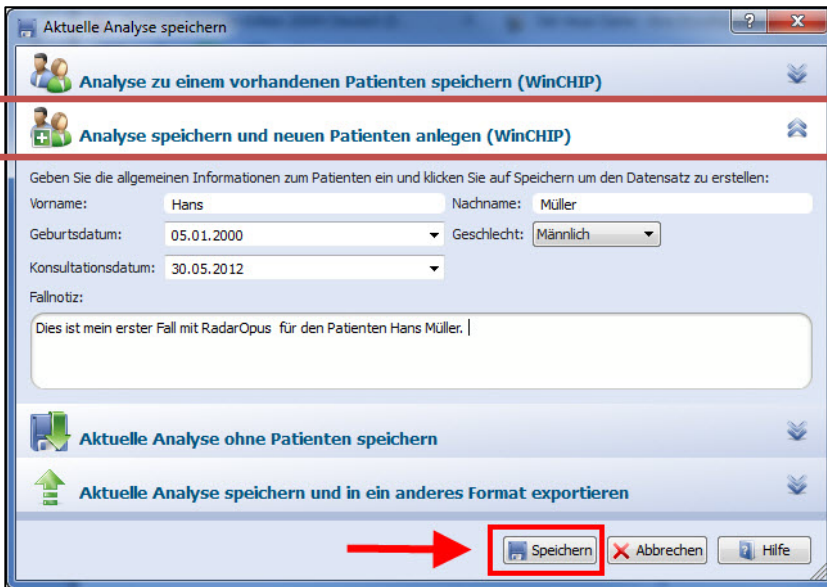 Aktuelle Analyse speichern
Analyse zu einem vorhandenen Patienten speichern (WinCHIP)
Analyse speichern und neuen Patienten anlegen (WinCHIP)
Geben Sie die allgemeinen Informationen zum Patienten ein und klicken Sie auf Speichern um den Datensatz zu erstellen:
Vorname: Hans Nachname: Müller
Geburtsdatum: 05.01.2000 Geschlecht: Männlich
Konsultationsdatum: 30.05.2012
Fallnotiz:
Dies ist mein erster Fall mit RadarOpus für den Patienten Hans Müller.
Aktuelle Analyse ohne Patienten speichern
Aktuelle Analyse speichern und in ein anderes Format exportieren
Speichern Abbrechen Hilfe